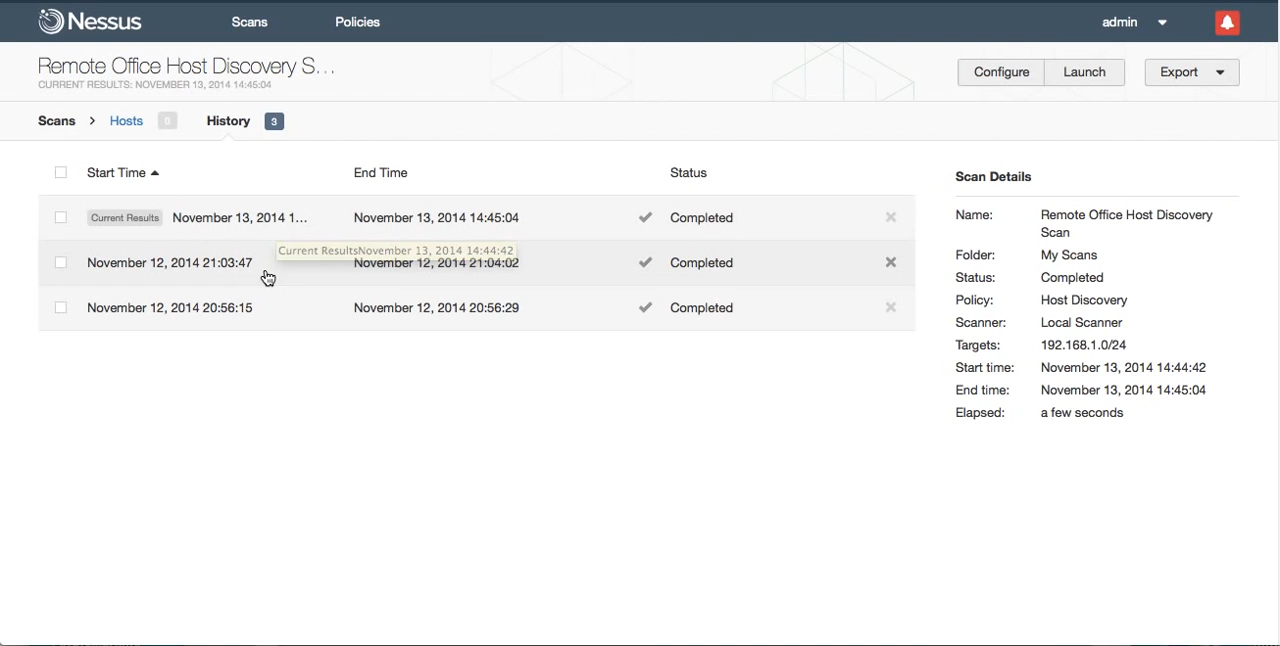 Nessus Scans Policies admin
Remote Office Host Discovery S...
CURRENT RESULTS: NOVEMBER 13, 2014 14:45:04
Configure Launch Export
Scans > Hosts 0 History 3
Start Time End Time Status
Current Results November 13, 2014 1... November 13, 2014 14:45:04 Completed
Current ResultsNovember 13, 2014 14:44:42
November 12, 2014 21:03:47 November 12, 2014 21:04:02 Completed
November 12, 2014 20:56:15 November 12, 2014 20:56:29 Completed
Scan Details
Name: Remote Office Host Discovery
Scan
Folder: My Scans
Status: Completed
Policy: Host Discovery
Scanner: Local Scanner
Targets: 192.168.1.0/24
Start time: November 13, 2014 14:44:42
End time: November 13, 2014 14:45:04
Elapsed: a few seconds